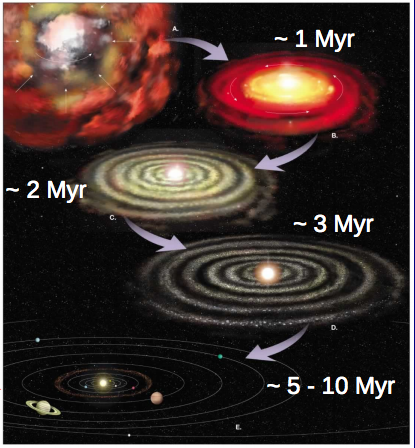 A.
~ 1 Myr
B.
~ 2 Myr
C.
~ 3 Myr
D.
~ 5 - 10 Myr
E.